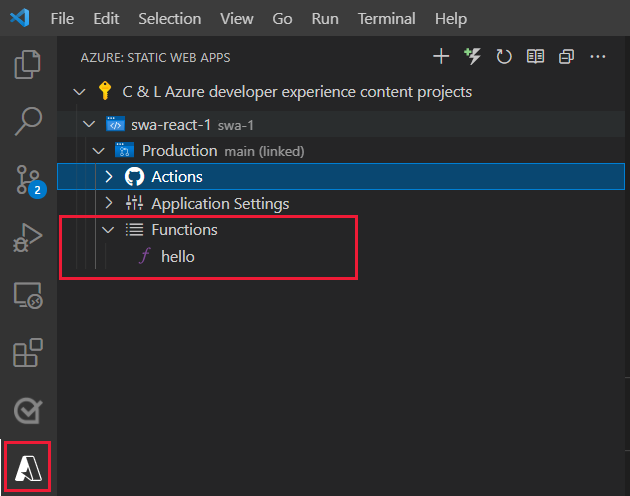 File Edit Selection View Go Run Terminal Help
AZURE: STATIC WEB APPS
C & L Azure developer experience content projects
swa-react-1 swa-1
Production main (linked)
Actions
2
Application Settings
Functions
hello